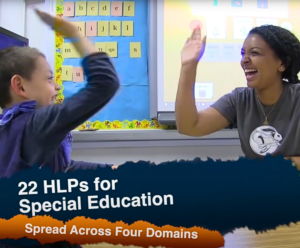 22 HLPs for
Special Education
Spread Across Four Domains